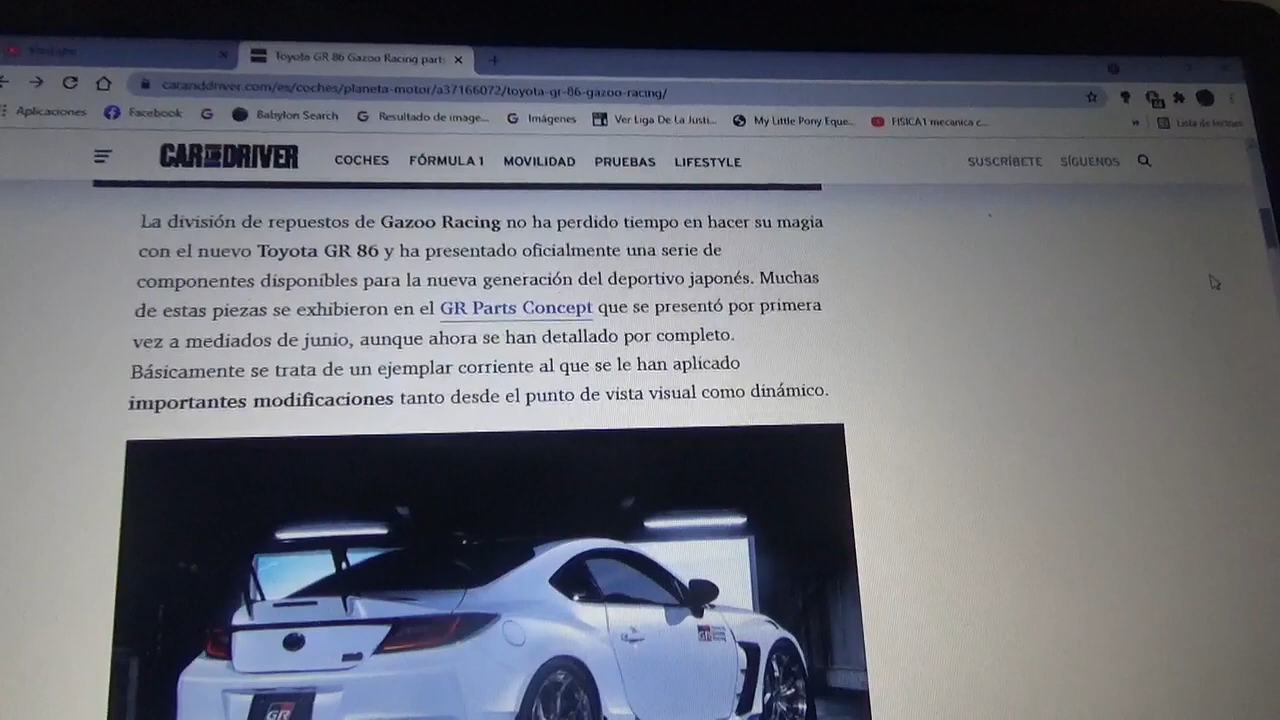 Toyota GR 86 Gazoo Racing part:
caranddriver.com/es/coches/planeta-motor/a37166072/toyota-gr-86-gazoo-racing/
Aplicaciones Facebook Babylon Search Resultado de image... Imágenes Ver Liga De La Justi... My Little Pony Eque... FISICA1 mecanica c... » Lista de lectura
CAR AND DRIVER COCHES FÓRMULA 1 MOVILIDAD PRUEBAS LIFESTYLE SUSCRÍBETE SÍGUENOS
La división de repuestos de Gazoo Racing no ha perdido tiempo en hacer su magia
con el nuevo Toyota GR 86 y ha presentado oficialmente una serie de
componentes disponibles para la nueva generación del deportivo japonés. Muchas
de estas piezas se exhibieron en el GR Parts Concept que se presentó por primera
vez a mediados de junio, aunque ahora se han detallado por completo.
Básicamente se trata de un ejemplar corriente al que se le han aplicado
importantes modificaciones tanto desde el punto de vista visual como dinámico.
GR
GR